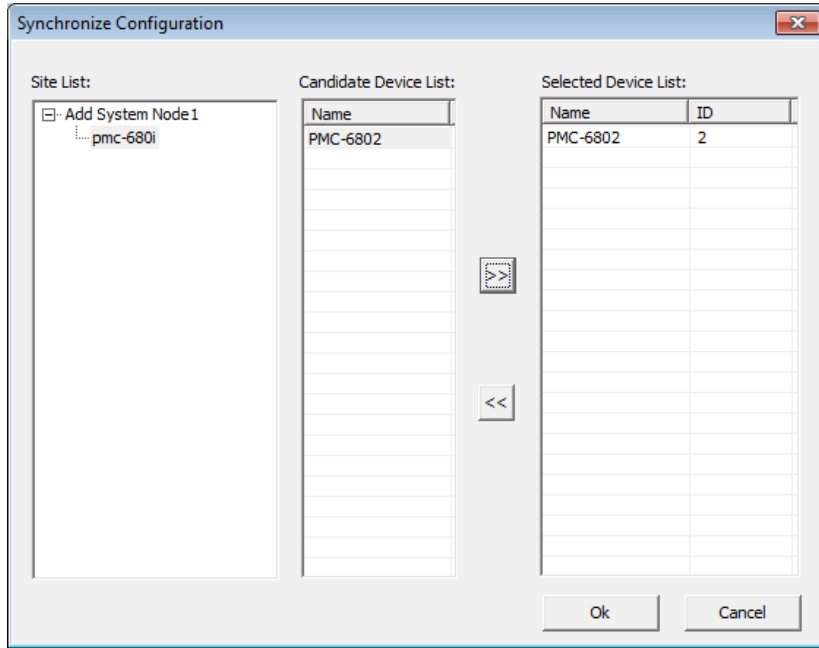 Synchronize Configuration
Site List:
Candidate Device List:
Selected Device List:
Add System Node1
pmc-680i
Name
PMC-6802
Name ID
PMC-6802 2
>>
<<
Ok Cancel